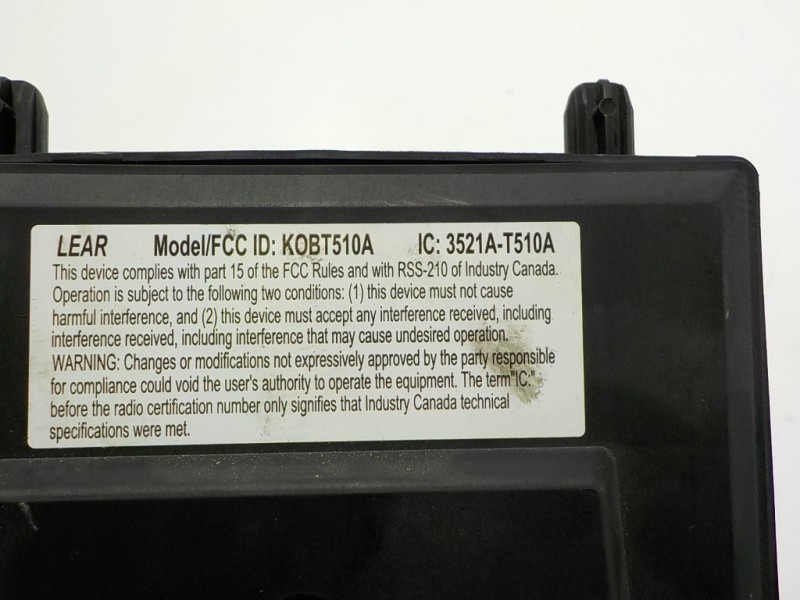 LEAR Model/FCC ID: KOBT510A IC: 3521A-T510A
This device complies with part 15 of the FCC Rules and with RSS-210 of Industry Canada.
Operation is subject to the following two conditions: (1) this device must not cause
harmful interference, and (2) this device must accept any interference received, including
interference received, including interference that may cause undesired operation.
WARNING: Changes or modifications not expressively approved by the party responsible
for compliance could void the user's authority to operate the equipment. The term"IC:"
before the radio certification number only signifies that Industry Canada technical
specifications were met.